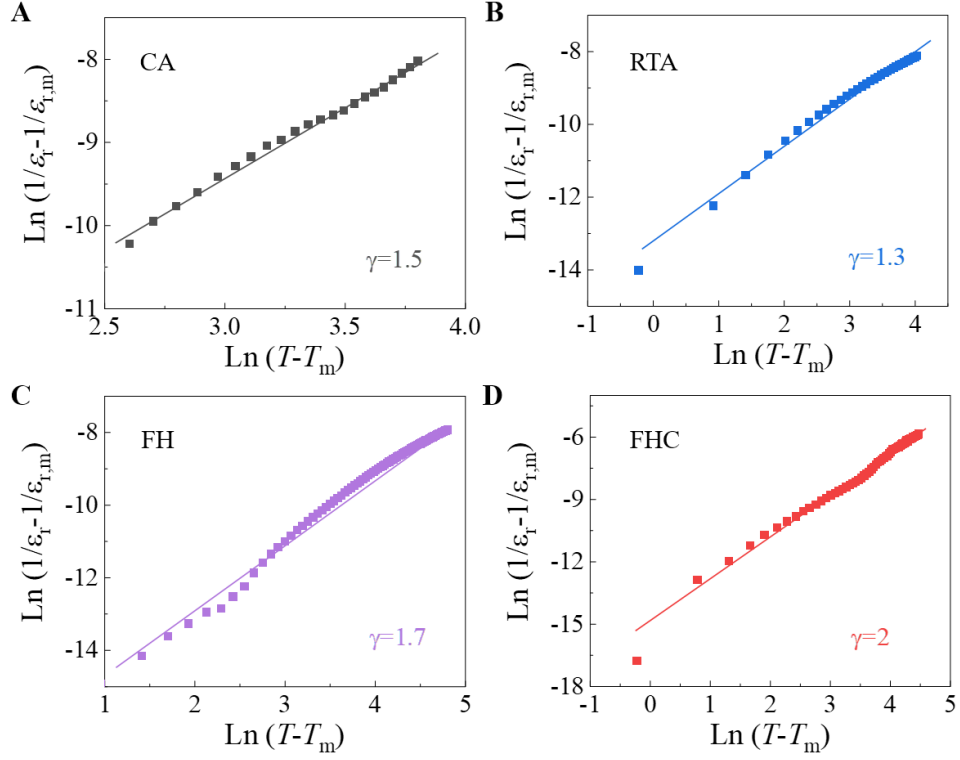 A
CA
Ln (1/εr-1/εr,m)
-8
-9
-10
-11
2.5 3.0 3.5 4.0
Ln (T-Tm)
γ=1.5
B
RTA
Ln (1/εr-1/εr,m)
-8
-10
-12
-14
-1 0 1 2 3 4 5
Ln (T-Tm)
γ=1.3
C
FH
Ln (1/εr-1/εr,m)
-8
-10
-12
-14
1 2 3 4 5
Ln (T-Tm)
γ=1.7
D
FHC
Ln (1/εr-1/εr,m)
-6
-9
-12
-15
-18
-1 0 1 2 3 4 5
Ln (T-Tm)
γ=2